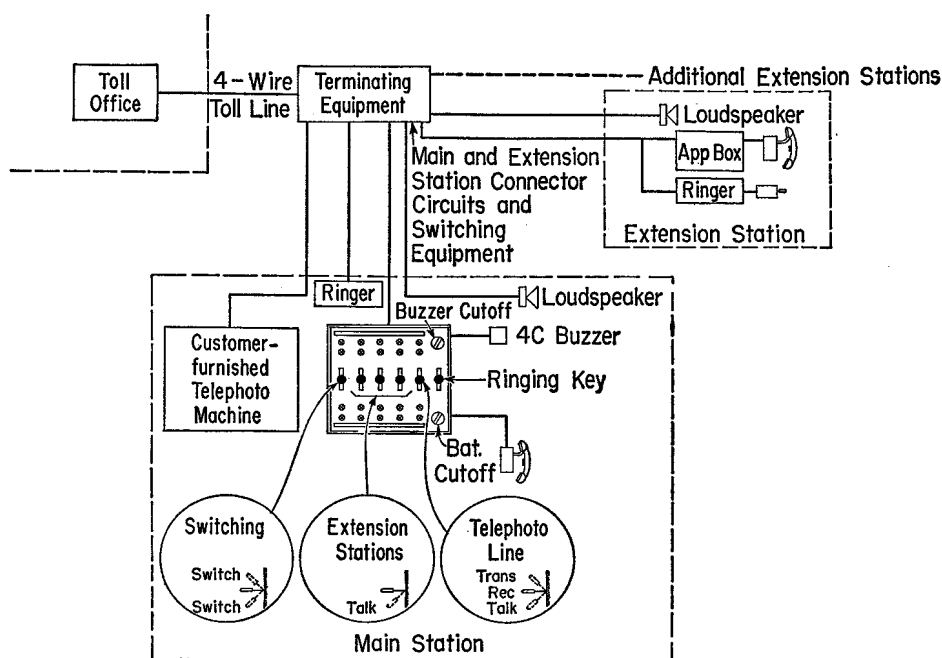 Toll
Office
4-Wire
Toll Line
Terminating
Equipment
Additional Extension Stations
Loudspeaker
App Box
Ringer
Extension Station
Main and Extension
Station Connector
Circuits and
Switching
Equipment
Ringer
Loudspeaker
Buzzer Cutoff
4C Buzzer
Customer-
furnished
Telephoto
Machine
Ringing Key
Bat.
Cutoff
Switching
Switch
Switch
Extension
Stations
Talk
Telephoto
Line
Trans
Rec
Talk
Main Station